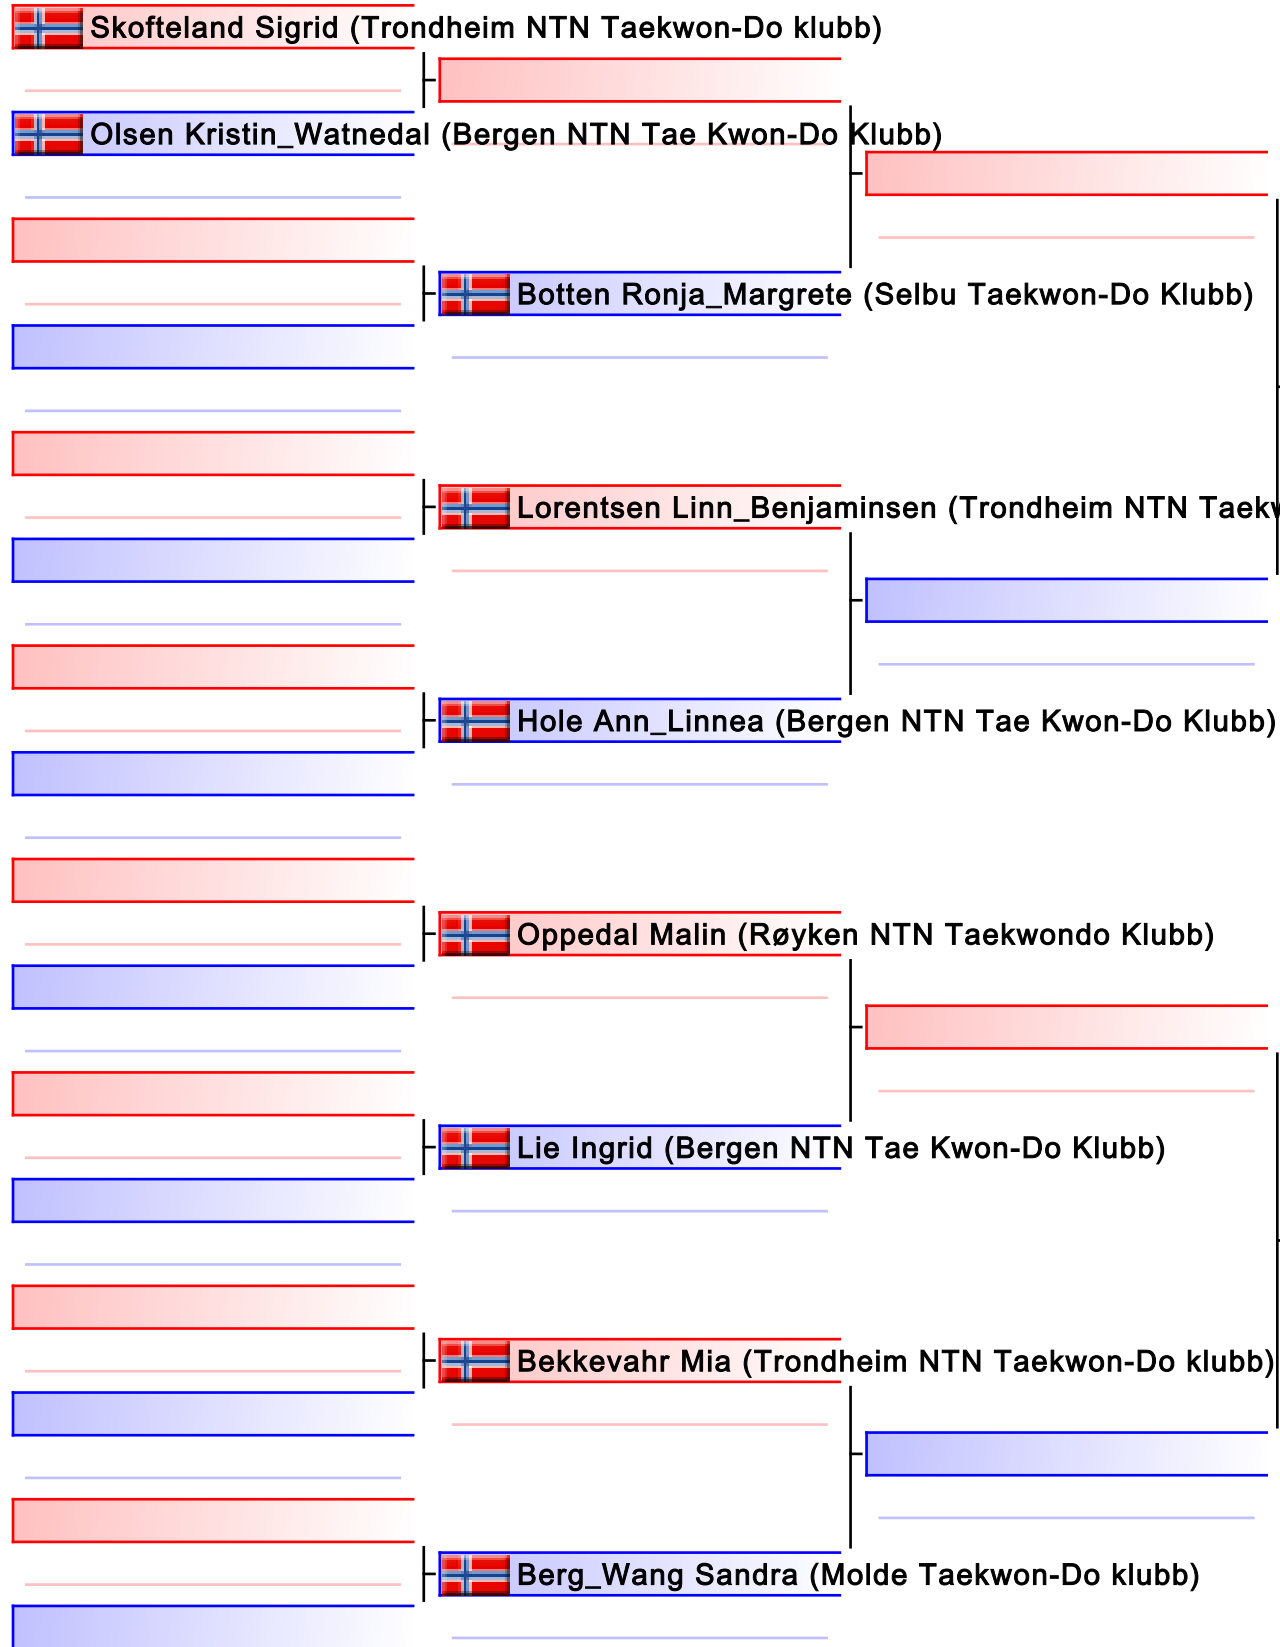 Skofteland Sigrid (Trondheim NTN Taekwon-Do klubb)
Olsen Kristin_Watnedal (Bergen NTN Tae Kwon-Do Klubb)
Botten Ronja_Margrete (Selbu Taekwon-Do Klubb)
Lorentsen Linn_Benjaminsen (Trondheim NTN
Hole Ann_Linnea (Bergen NTN Tae Kwon-Do Klubb)
Oppedal Malin (Røyken NTN Taekwondo Klubb)
Lie Ingrid (Bergen NTN Tae Kwon-Do Klubb)
Bekkevahr Mia (Trondheim NTN Taekwon-Do klubb)
Berg_Wang Sandra (Molde Taekwon-Do klubb)